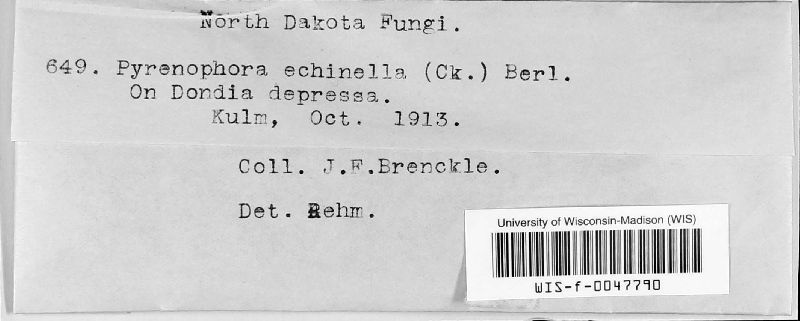 North Dakota Fungi.
649. Pyrenophora echinella (Ck.) Berl.
On Dondia depressa.
Kulm, Oct. 1913.
Coll. J.F.Brenckle.
Det. Rehm.
University of Wisconsin-Madison (WIS)
WIS-f-0047790